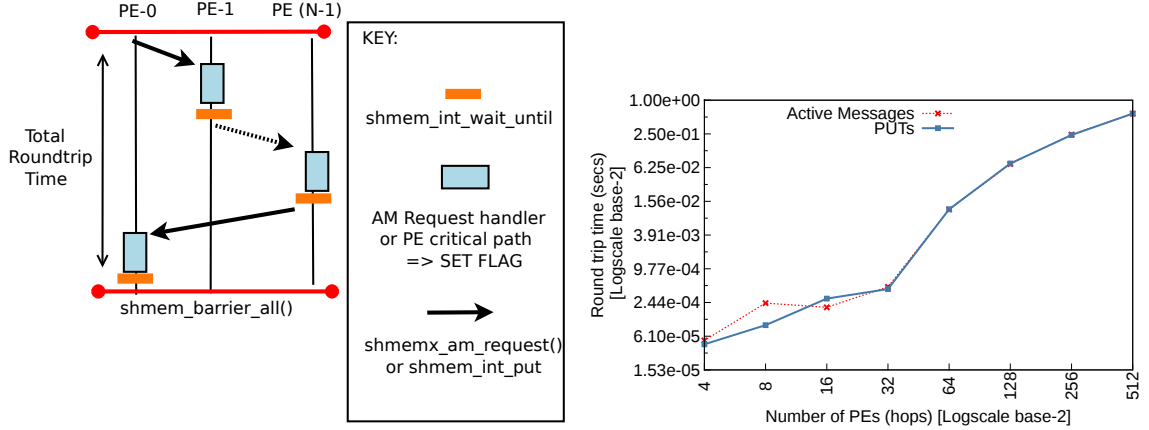 PE-0 PE-1 PE (N-1)
Total
Roundtrip
Time
shmem_barrier_all()
KEY:
shmem_int_wait_until
AM Request handler
or PE critical path
=> SET FLAG
shmemx_am_request()
or shmem_int_put
Round trip time (secs)
[Logscale base-2]
1.00e+00
2.50e-01
6.25e-02
1.56e-02
3.91e-03
9.77e-04
2.44e-04
6.10e-05
1.53e-05
Active Messages
PUTs
4 8 16 32 64 128 256 512
Number of PEs (hops) [Logscale base-2]